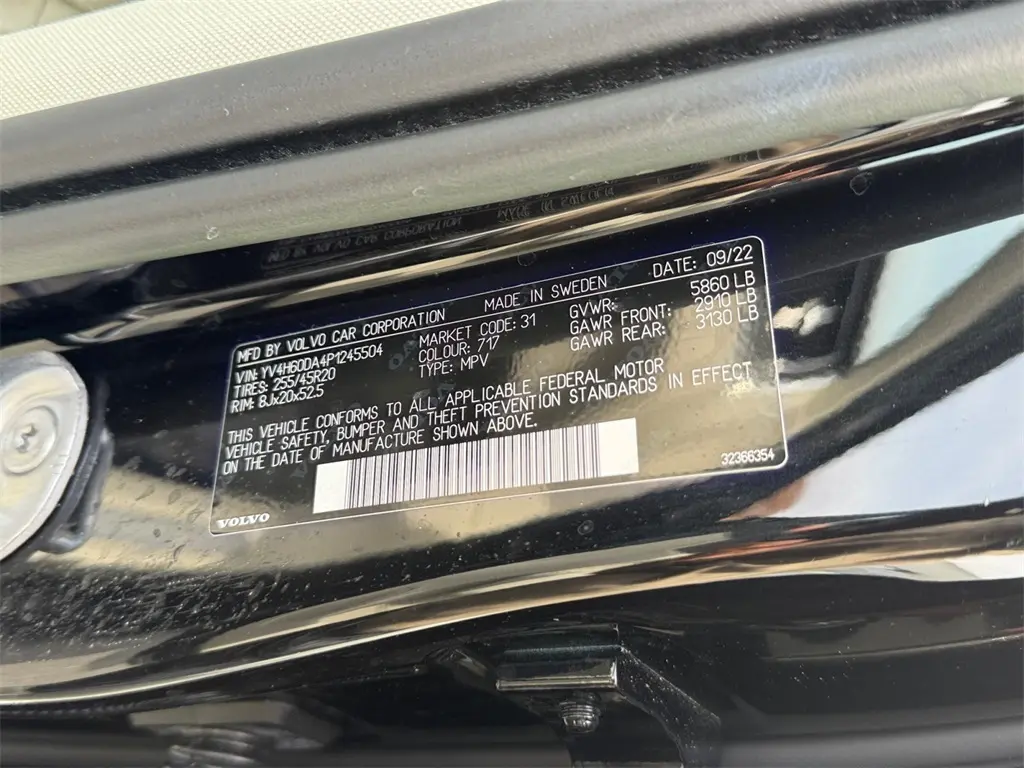 MFD BY VOLVO CAR CORPORATION MADE IN SWEDEN DATE: 09/22
VIN: YV4H60DA4P1245504 MARKET CODE: 31 GVWR: 5860 LB
TIRES: 255/45R20 COLOUR: 717 GAWR FRONT: 2910 LB
RIM: 8Jx20x52,5 TYPE: MPV GAWR REAR: 3130 LB
THIS VEHICLE CONFORMS TO ALL APPLICABLE FEDERAL MOTOR
VEHICLE SAFETY, BUMPER AND THEFT PREVENTION STANDARDS IN EFFECT
ON THE DATE OF MANUFACTURE SHOWN ABOVE.
VOLVO 32366354